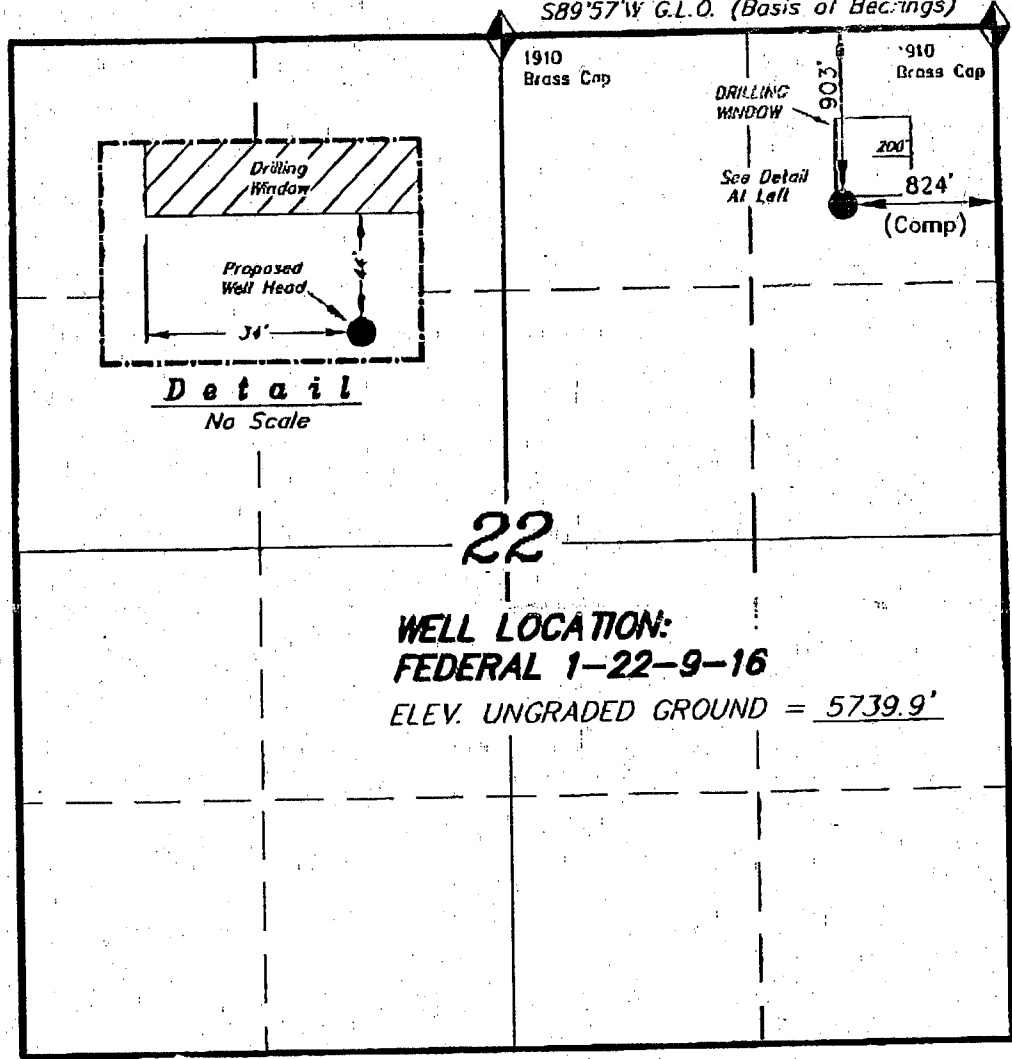 S89°57'W G.L.O. (Basis of Bearings)
1910
Brass Cap
1910
Brass Cap
DRILLING
WINDOW
903'
200'
See Detail
At Left
824'
(Comp)
Drilling
Window
Proposed
Well Head
44'
34'
Detail
No Scale
22
WELL LOCATION:
FEDERAL 1-22-9-16
ELEV. UNGRADED GROUND = 5739.9'